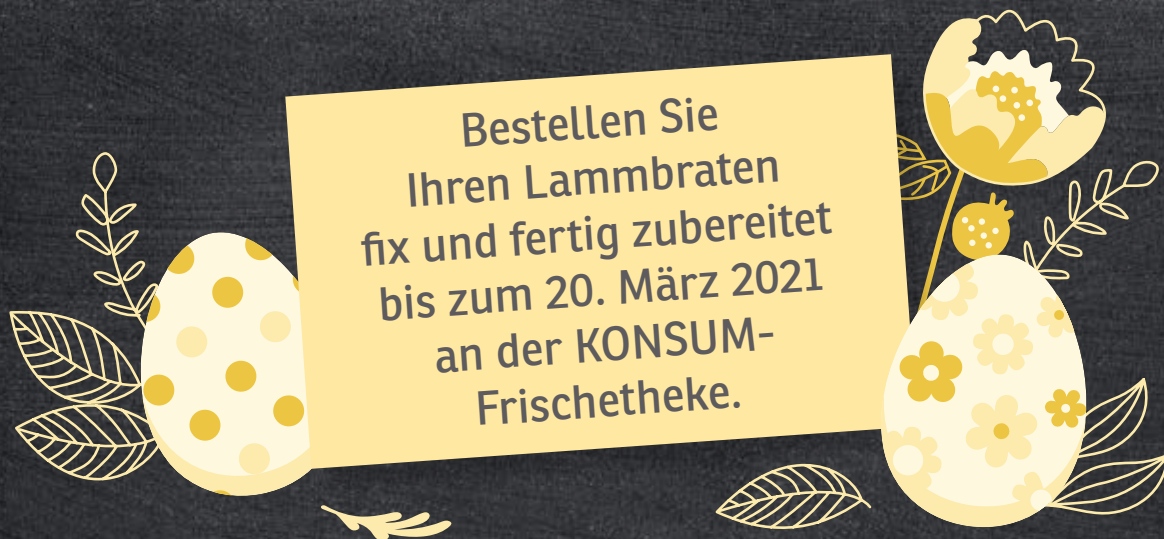 Bestellen Sie
Ihren Lammbraten
fix und fertig zubereitet
bis zum 20. März 2021
an der KONSUM-
Frischetheke.